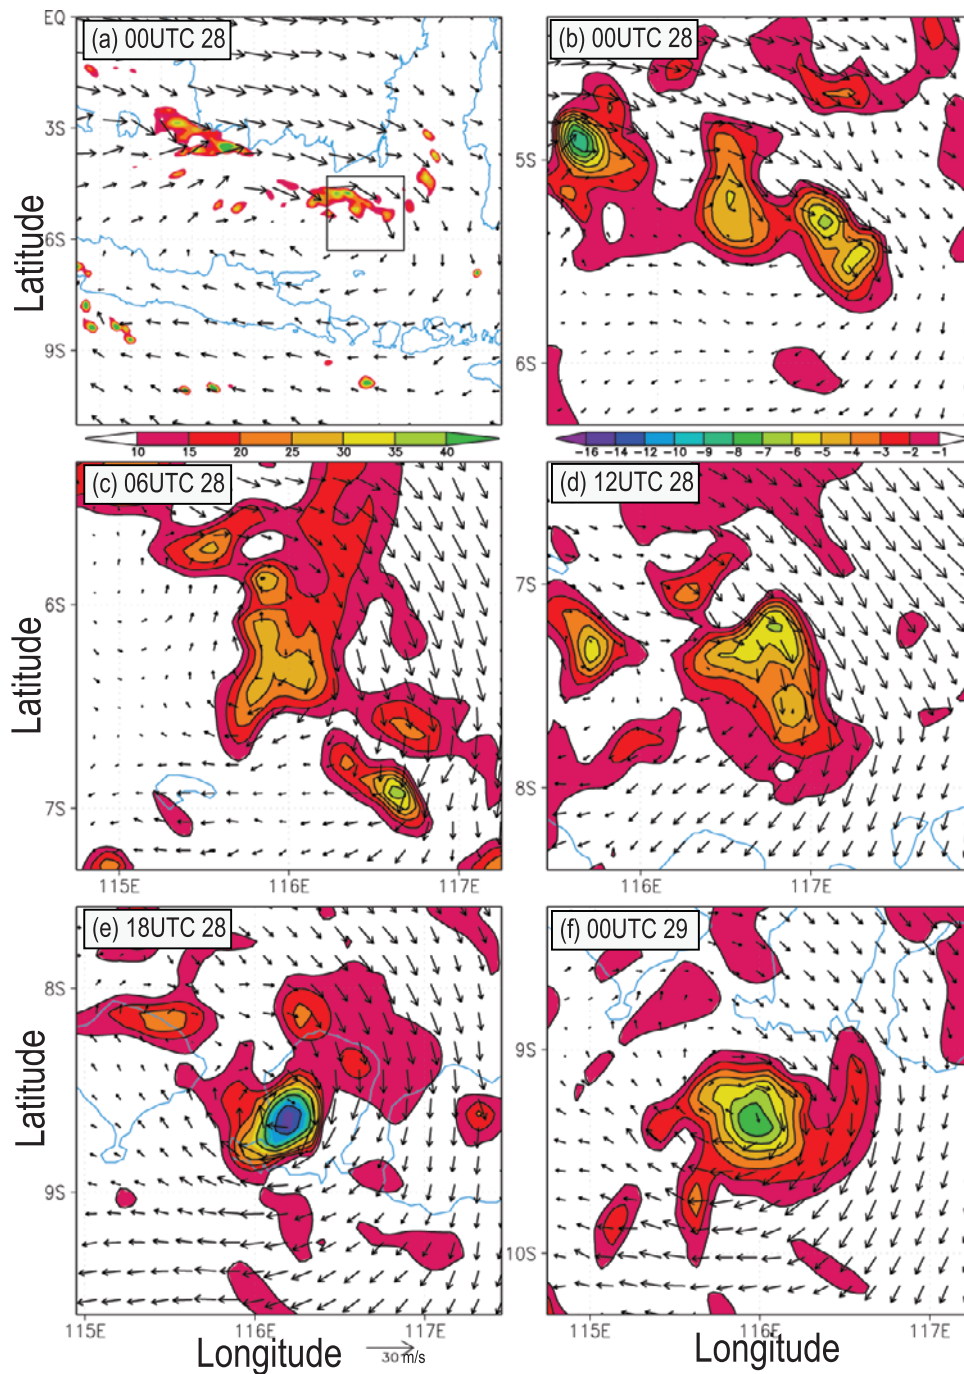 EQ
(a) 00UTC 28
(b) 00UTC 28
3S
5S
Latitude
6S
9S
6S
10 15 20 25 30 35 40
-16 -14 -12 -10 -9 -8 -7 -6 -5 -4 -3 -2 -1
(c) 06UTC 28
(d) 12UTC 28
6S
7S
Latitude
7S
8S
115E 116E 117E
116E 117E
(e) 18UTC 28
(f) 00UTC 29
8S
9S
Latitude
9S
10S
115E 116E 117E
115E 116E 117E
Longitude
30 m/s
Longitude